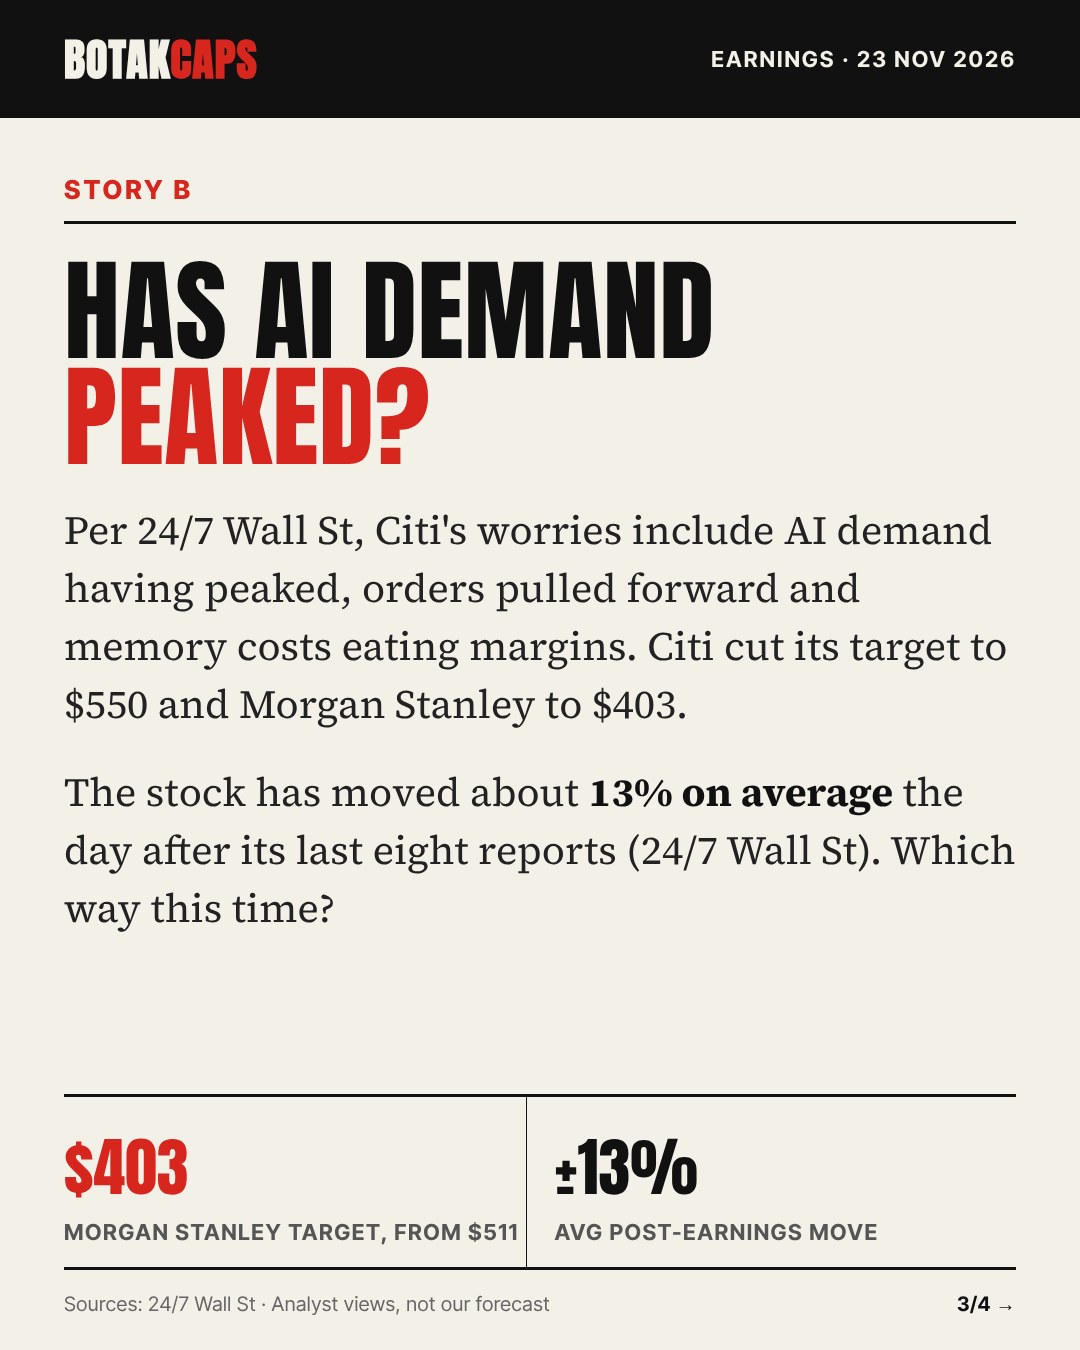 BOTAKCAPS
EARNINGS · 23 NOV 2026
STORY B
HAS AI DEMAND
PEAKED?
Per 24/7 Wall St, Citi's worries include AI demand
having peaked, orders pulled forward and
memory costs eating margins. Citi cut its target to
$550 and Morgan Stanley to $403.
The stock has moved about 13% on average the
day after its last eight reports (24/7 Wall St). Which
way this time?
$403
MORGAN STANLEY TARGET, FROM $511
±13%
AVG POST-EARNINGS MOVE
Sources: 24/7 Wall St · Analyst views, not our forecast
3/4 →